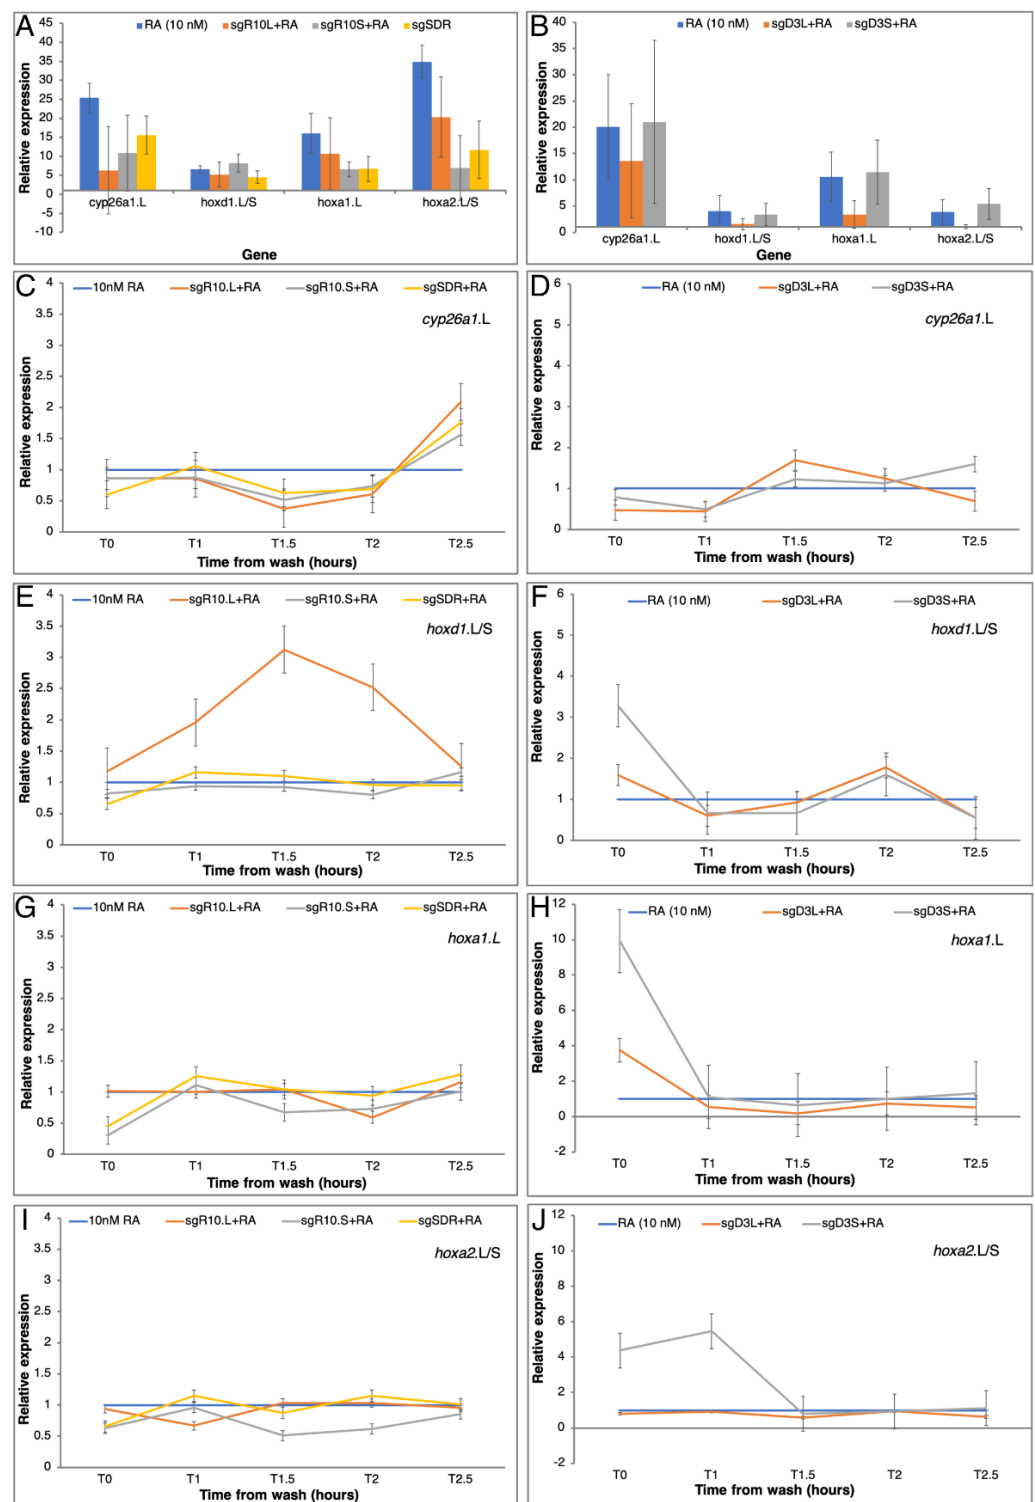 A
RA (10 nM) sgR10L+RA sgR10S+RA sgSDR
Relative expression
45
40
35
30
25
20
15
10
5
0
-5
-10
cyp26a1.L hoxd1.L/S hoxa1.L hoxa2.L/S
Gene
B
RA (10 nM) sgD3L+RA sgD3S+RA
Relative expression
40
35
30
25
20
15
10
5
0
cyp26a1.L hoxd1.L/S hoxa1.L hoxa2.L/S
Gene
C
10nM RA sgR10.L+RA sgR10.S+RA sgSDR+RA
cyp26a1.L
Relative expression
4
3.5
3
2.5
2
1.5
1
0.5
0
T0 T1 T1.5 T2 T2.5
Time from wash (hours)
D
RA (10 nM) sgD3L+RA sgD3S+RA
cyp26a1.L
Relative expression
6
5
4
3
2
1
0
T0 T1 T1.5 T2 T2.5
Time from wash (hours)
E
10nM RA sgR10.L+RA sgR10.S+RA sgSDR+RA
hoxd1.L/S
Relative expression
4
3.5
3
2.5
2
1.5
1
0.5
0
T0 T1 T1.5 T2 T2.5
Time from wash (hours)
F
RA (10 nM) sgD3L+RA sgD3S+RA
hoxd1.L/S
Relative expression
6
5
4
3
2
1
0
T0 T1 T1.5 T2 T2.5
Time from wash (hours)
G
10nM RA sgR10.L+RA sgR10.S+RA sgSDR+RA
hoxa1.L
Relative expression
4
3.5
3
2.5
2
1.5
1
0.5
0
T0 T1 T1.5 T2 T2.5
Time from wash (hours)
H
RA (10 nM) sgD3L+RA sgD3S+RA
hoxa1.L
Relative expression
12
10
8
6
4
2
0
-2
T0 T1 T1.5 T2 T2.5
Time from wash (hours)
I
10nM RA sgR10.L+RA sgR10.S+RA sgSDR+RA
hoxa2.L/S
Relative expression
4
3.5
3
2.5
2
1.5
1
0.5
0
T0 T1 T1.5 T2 T2.5
Time from wash (hours)
J
RA (10 nM) sgD3L+RA sgD3S+RA
hoxa2.L/S
Relative expression
12
10
8
6
4
2
0
-2
T0 T1 T1.5 T2 T2.5
Time from wash (hours)